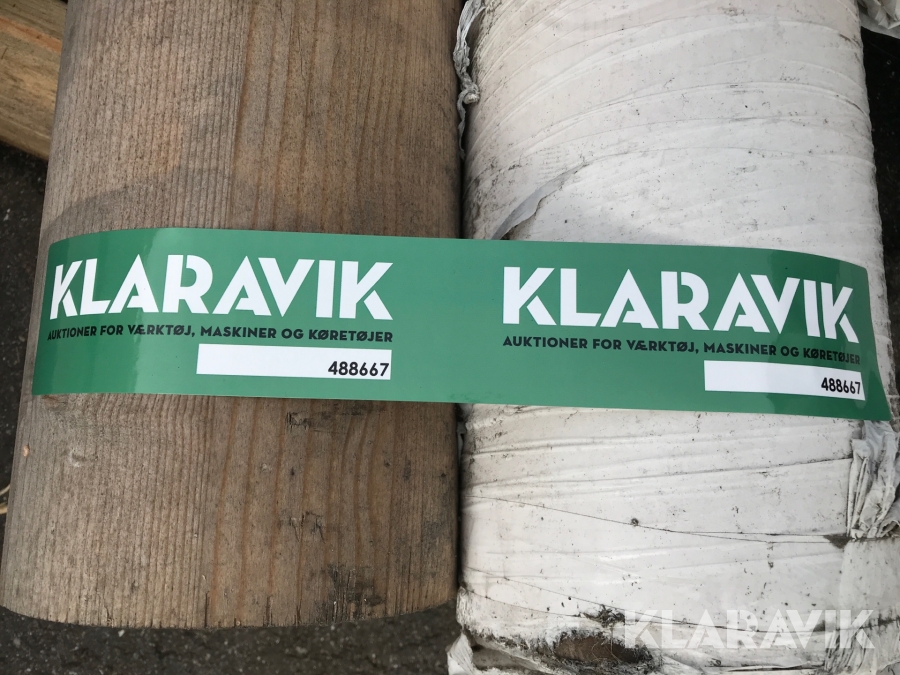 KLARAVIK
AUKTIONER FOR VÆRKTØJ, MASKINER OG KØRETØJER
488667
KLARAVIK
AUKTIONER FOR VÆRKTØJ, MASKINER OG KØRETØJER
488667
KLARAVIK